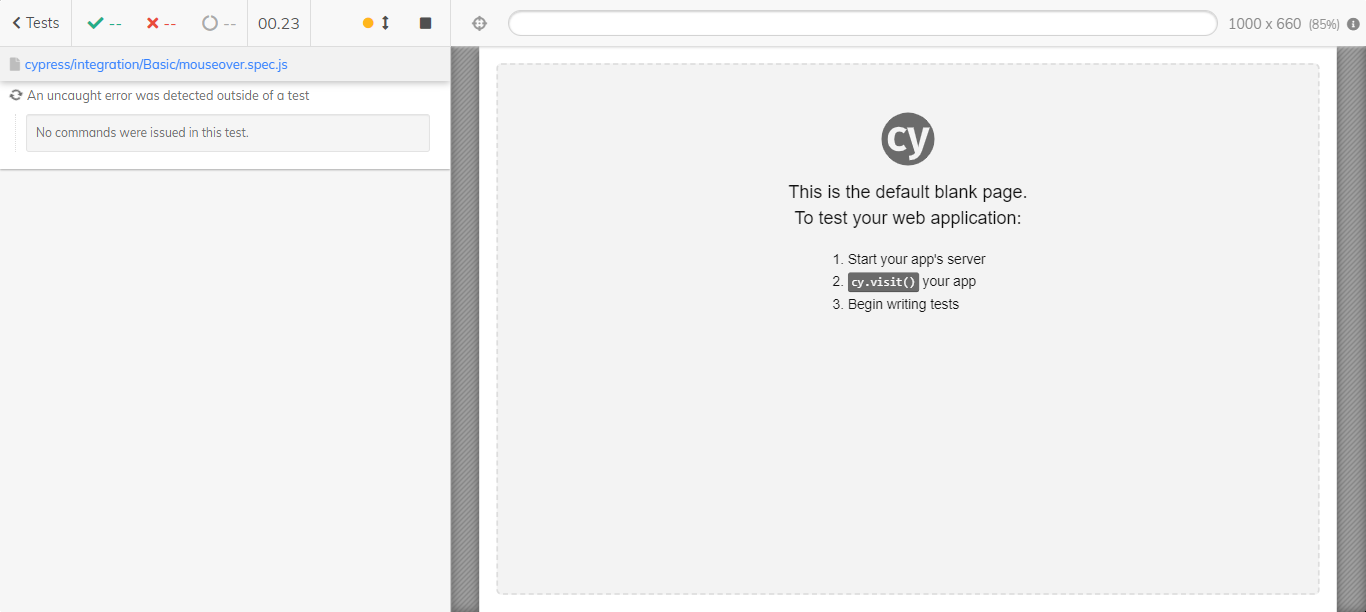 Tests
--
--
--
00.23
1000 x 660 (85%)
cypress/integration/Basic/mouseover.spec.js
An uncaught error was detected outside of a test
No commands were issued in this test.
cy
This is the default blank page.
To test your web application:
1. Start your app's server
2. cy.visit() your app
3. Begin writing tests